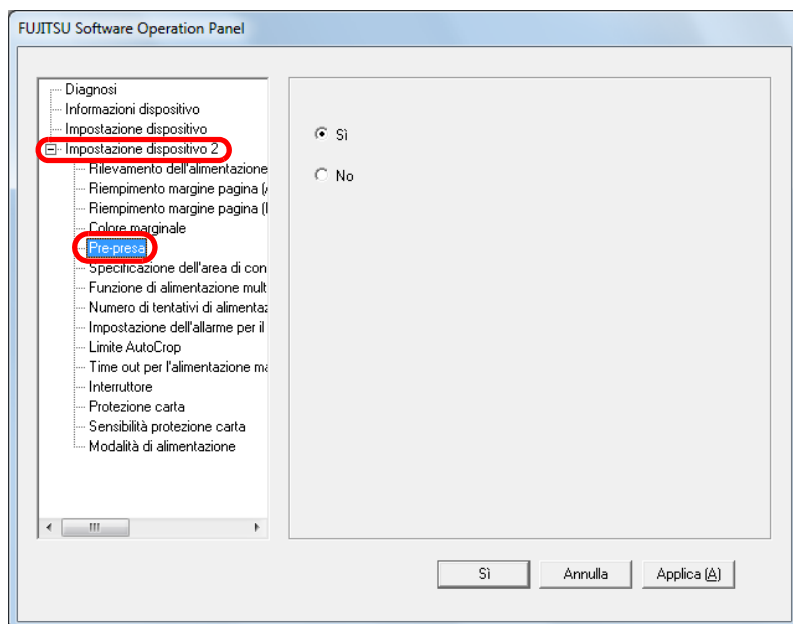 FUJITSU Software Operation Panel
Diagnosi
Informazioni dispositivo
Impostazione dispositivo
Impostazione dispositivo 2
Rilevamento dell'alimentazione
Riempimento margine pagina (
Riempimento margine pagina (
Colore marginale
Pre-presa
Specificazione dell'area di con
Funzione di alimentazione mult
Numero di tentativi di alimentaz
Impostazione dell'allarme per il
Limite AutoCrop
Time out per l'alimentazione ma
Interruttore
Protezione carta
Sensibilità protezione carta
Modalità di alimentazione
Sì
No
Sì Annulla Applica (A)